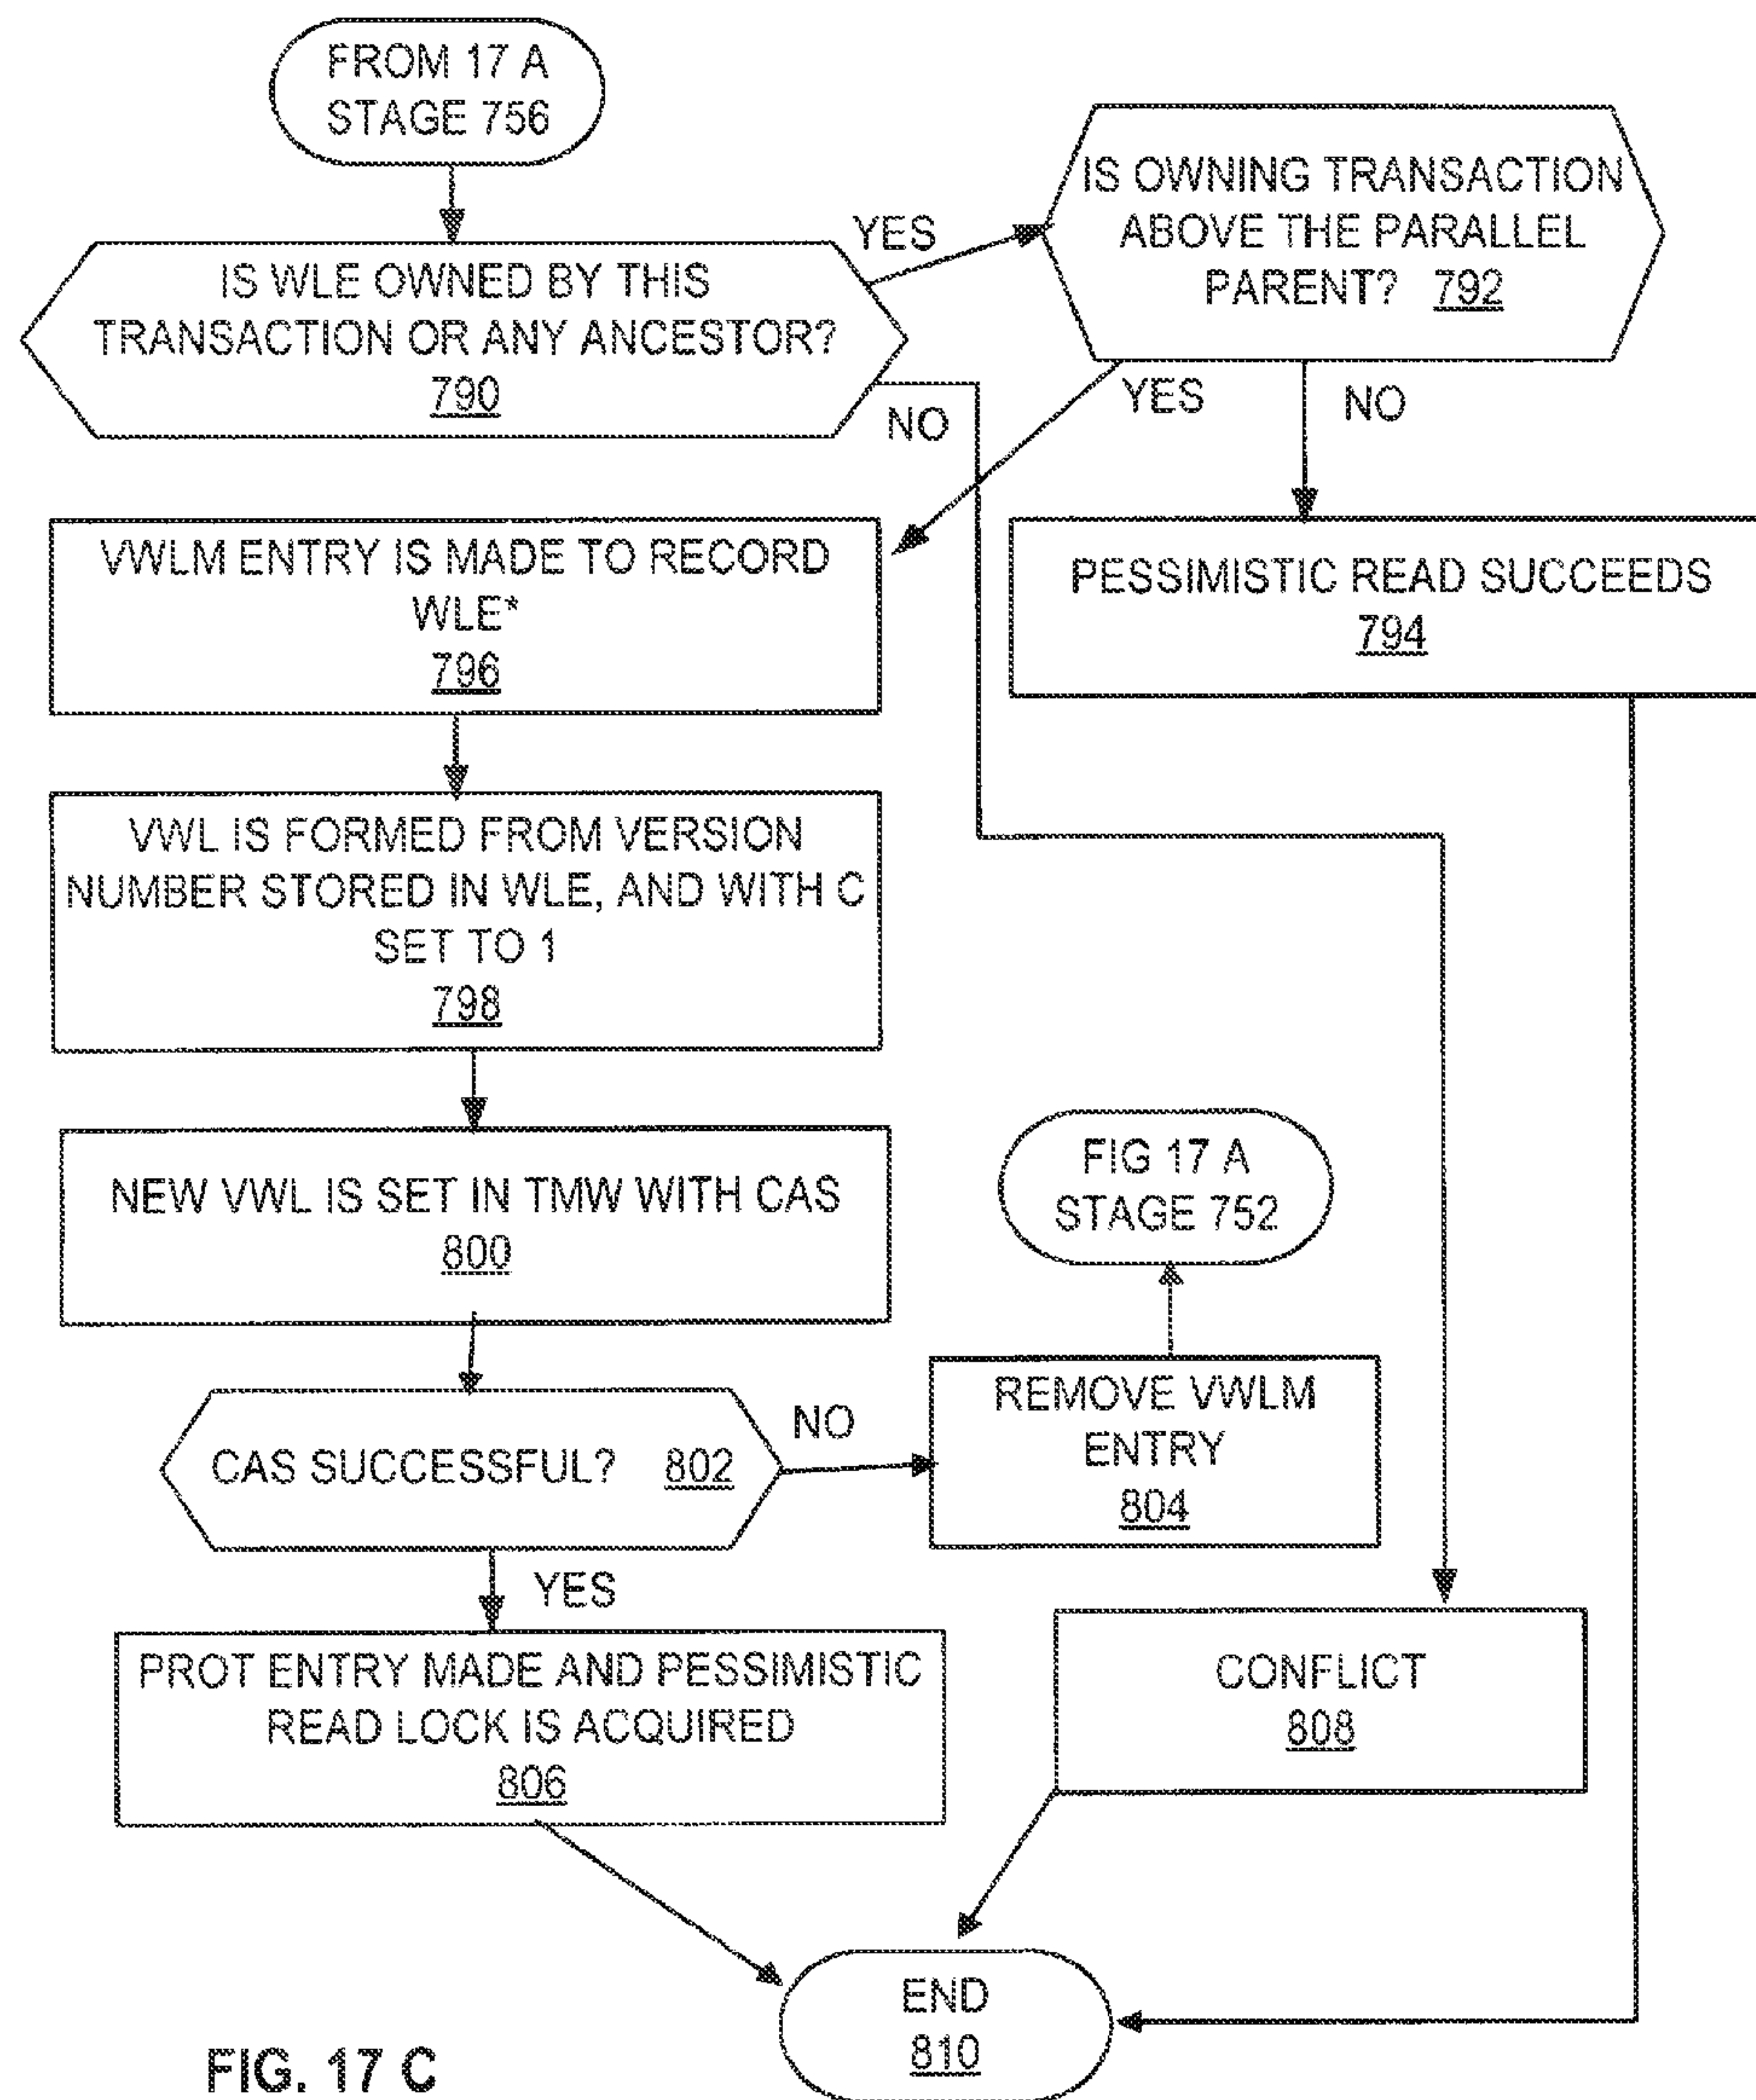 FROM 17 A
STAGE 756
IS WLE OWNED BY THIS
TRANSACTION OR ANY ANCESTOR?
790
YES
NO
IS OWNING TRANSACTION
ABOVE THE PARALLEL
PARENT? 792
YES
NO
PESSIMISTIC READ SUCCEEDS
794
VWLM ENTRY IS MADE TO RECORD
WLE*
796
VWL IS FORMED FROM VERSION
NUMBER STORED IN WLE, AND WITH C
SET TO 1
798
NEW VWL IS SET IN TMW WITH CAS
800
FIG 17 A
STAGE 752
CAS SUCCESSFUL? 802
NO
REMOVE VWLM
ENTRY
804
YES
PROT ENTRY MADE AND PESSIMISTIC
READ LOCK IS ACQUIRED
806
CONFLICT
808
END
810
FIG. 17 C